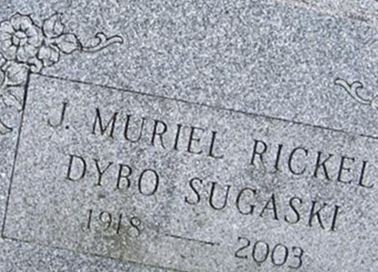 J. MURIEL RICKEL
DYBO SUGASKI
1918 — 2003